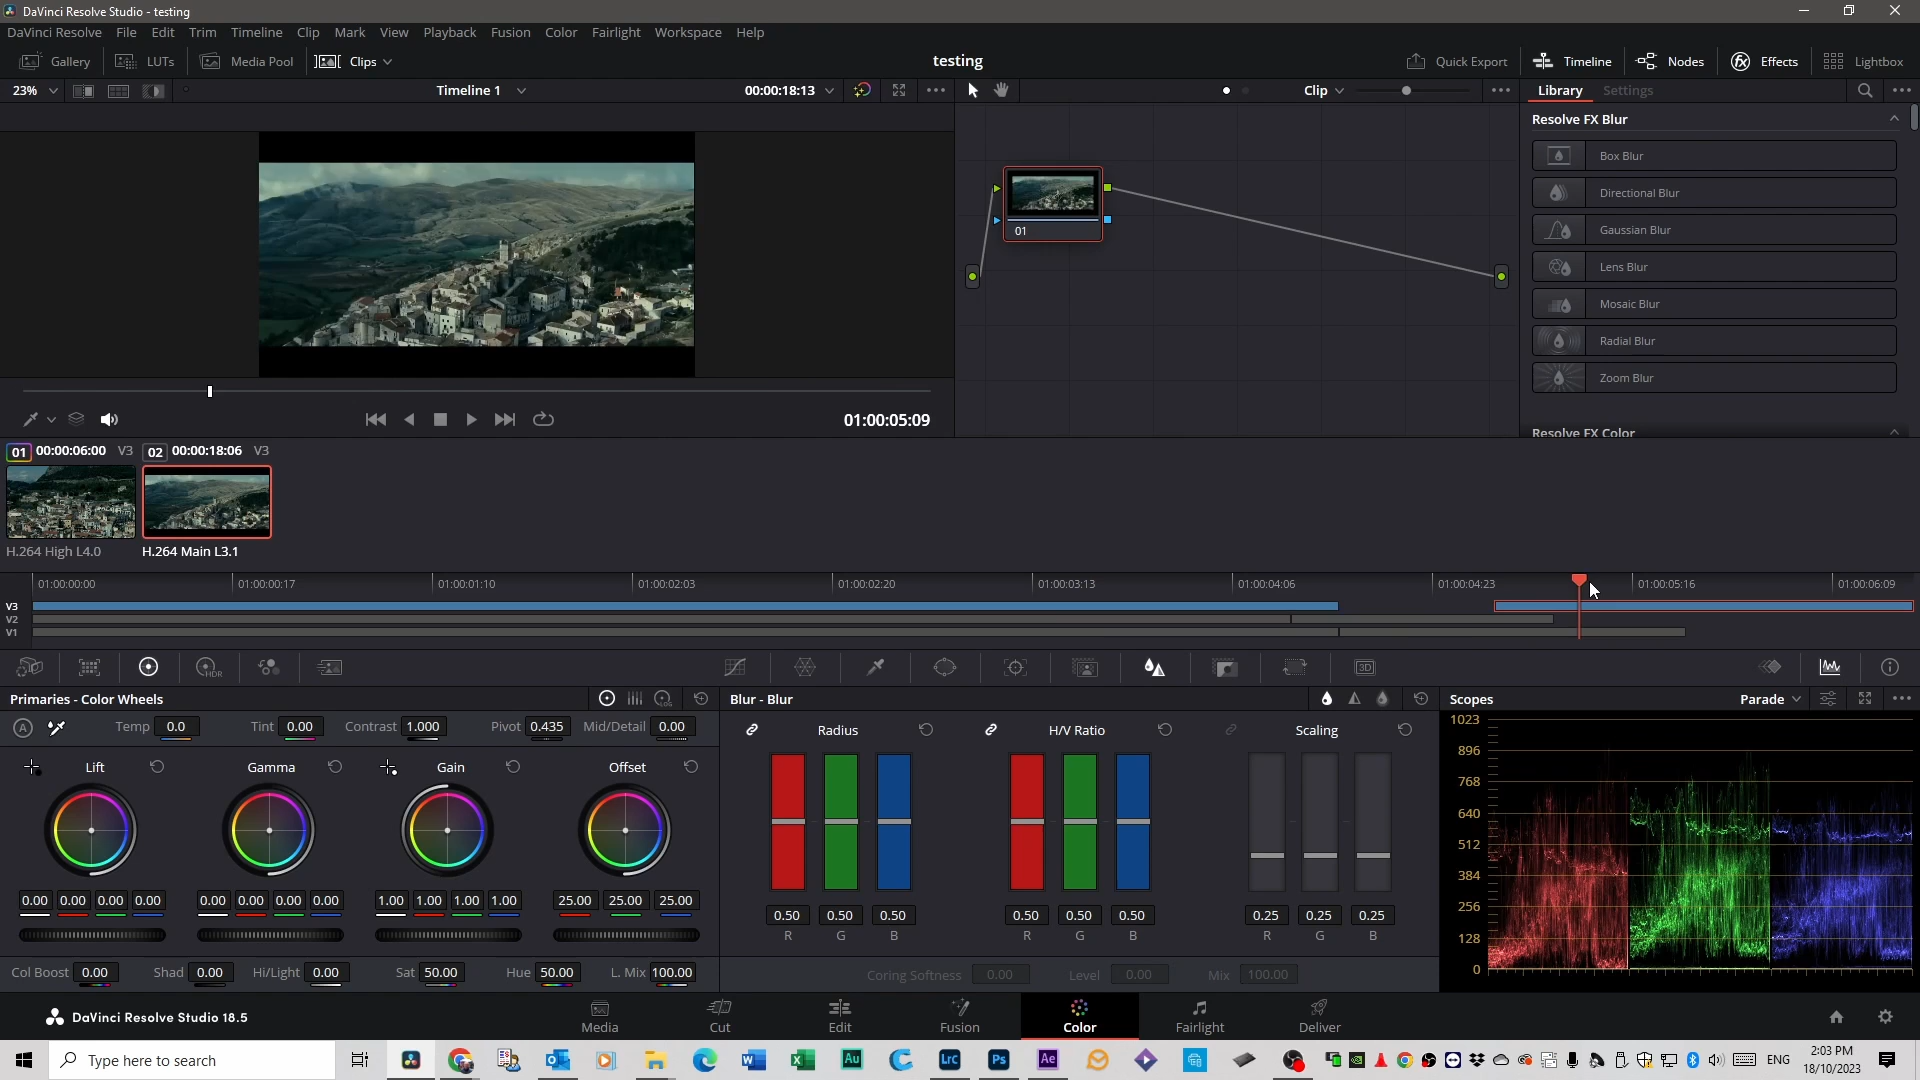 DaVinci Resolve Studio - testing
DaVinci Resolve File Edit Trim Timeline Clip Mark View Playback Fusion Color Fairlight Workspace Help
Gallery LUTs Media Pool Clips testing Quick Export Timeline Nodes Effects Lightbox
23% Timeline 1 00:00:18:13 Clip Library Settings
Resolve FX Blur
Box Blur
Directional Blur
Gaussian Blur
Lens Blur
Mosaic Blur
Radial Blur
Zoom Blur
Resolve FX Color
01
01:00:05:09
01 00:00:06:00 V3 02 00:00:18:06 V3
H.264 High L4.0 H.264 Main L3.1
01:00:00:00 01:00:00:17 01:00:01:10 01:00:02:03 01:00:02:20 01:00:03:13 01:00:04:06 01:00:04:23 01:00:05:16 01:00:06:09
V3
V2
V1
HDR 3D
Primaries - Color Wheels LOG Blur - Blur Scopes Parade
A Temp 0.0 Tint 0.00 Contrast 1.000 Pivot 0.435 Mid/Detail 0.00
Lift Gamma Gain Offset
0.00 0.00 0.00 0.00 0.00 0.00 0.00 0.00 1.00 1.00 1.00 1.00 25.00 25.00 25.00
Col Boost 0.00 Shad 0.00 Hi/Light 0.00 Sat 50.00 Hue 50.00 L. Mix 100.00
Radius H/V Ratio Scaling
0.50 0.50 0.50 0.50 0.50 0.50 0.25 0.25 0.25
R G B R G B R G B
Coring Softness 0.00 Level 0.00 Mix 100.00
1023
896
768
640
512
384
256
128
0
DaVinci Resolve Studio 18.5
Media Cut Edit Fusion Color Fairlight Deliver
Type here to search
Au Lrc Ps Ae
ENG
2:03 PM
18/10/2023